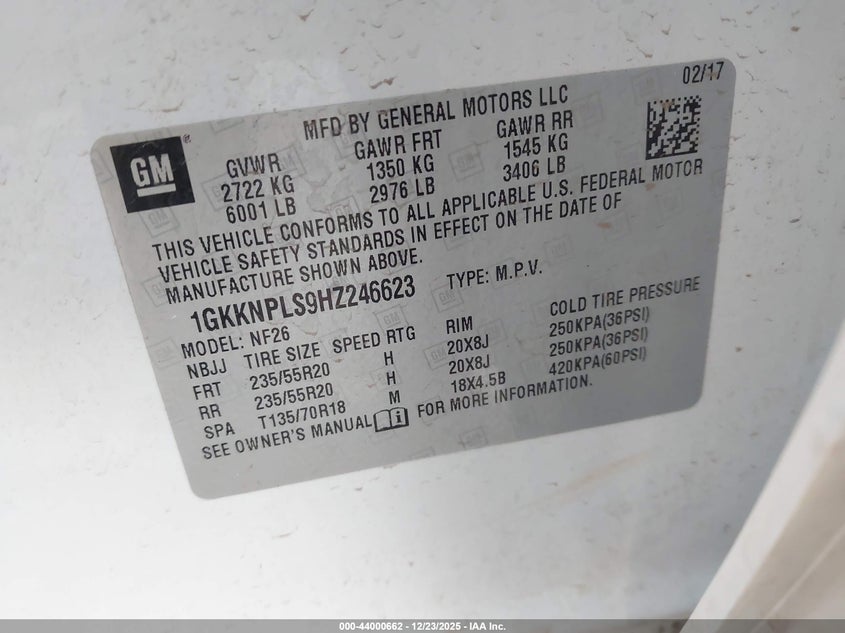 02/17
MFD BY GENERAL MOTORS LLC
GM ®
GVWR GAWR FRT GAWR RR
2722 KG 1350 KG 1545 KG
6001 LB 2976 LB 3406 LB
THIS VEHICLE CONFORMS TO ALL APPLICABLE U.S. FEDERAL MOTOR
VEHICLE SAFETY STANDARDS IN EFFECT ON THE DATE OF
MANUFACTURE SHOWN ABOVE.
1GKKNPLS9HZ246623 TYPE: M.P.V.
MODEL: NF26
NBJJ TIRE SIZE SPEED RTG RIM COLD TIRE PRESSURE
FRT 235/55R20 H 20X8J 250KPA(36PSI)
RR 235/55R20 H 20X8J 250KPA(36PSI)
SPA T135/70R18 M 18X4.5B 420KPA(60PSI)
SEE OWNER'S MANUAL i FOR MORE INFORMATION.
000-44000662 - 12/23/2025 - IAA Inc.